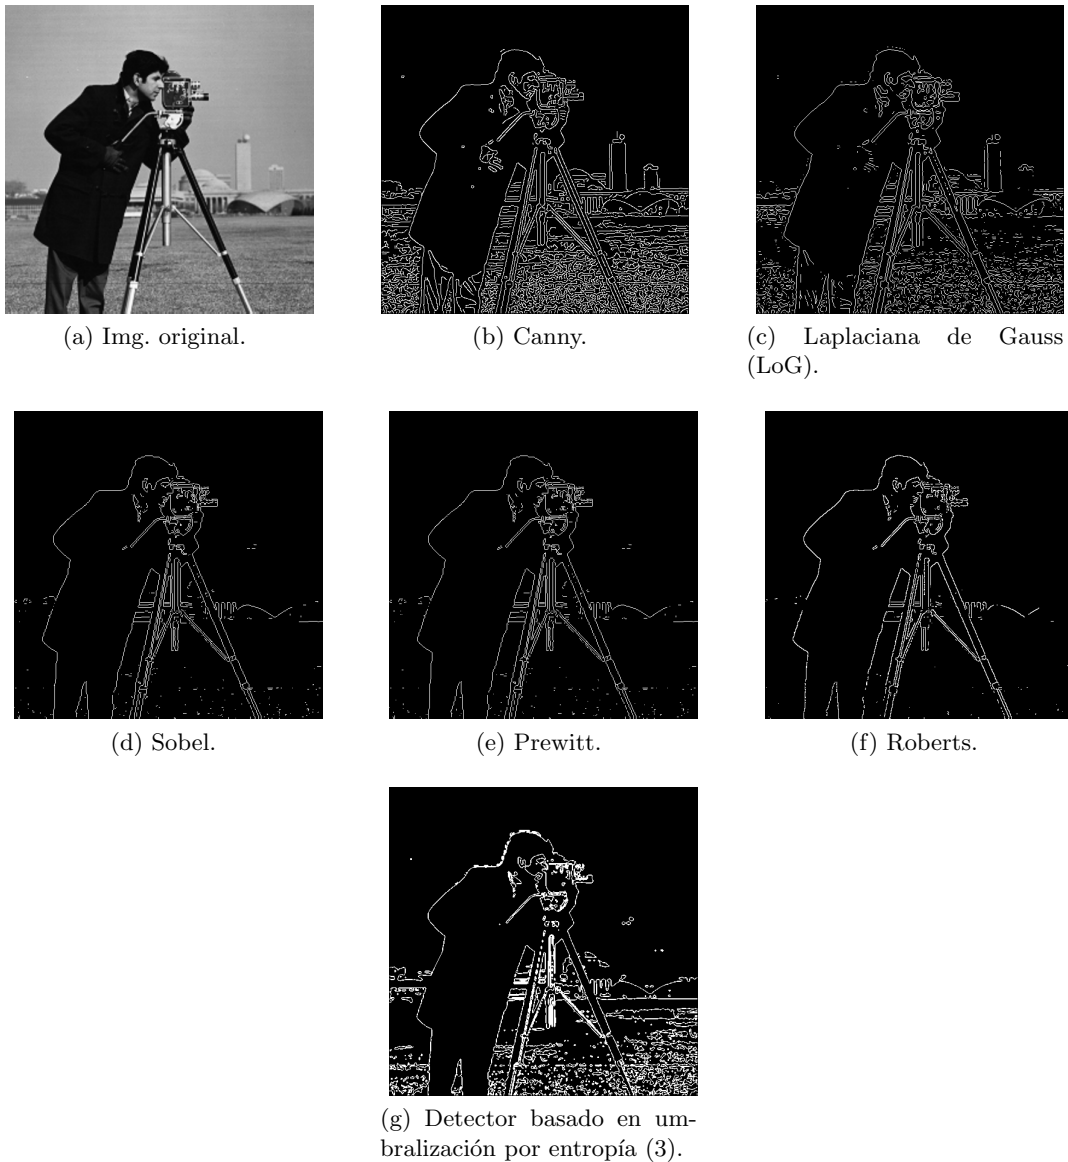 (a) Img. original.
(b) Canny.
(c) Laplaciana de Gauss
(LoG).
(d) Sobel.
(e) Prewitt.
(f) Roberts.
(g) Detector basado en um-
bralización por entropía (3).